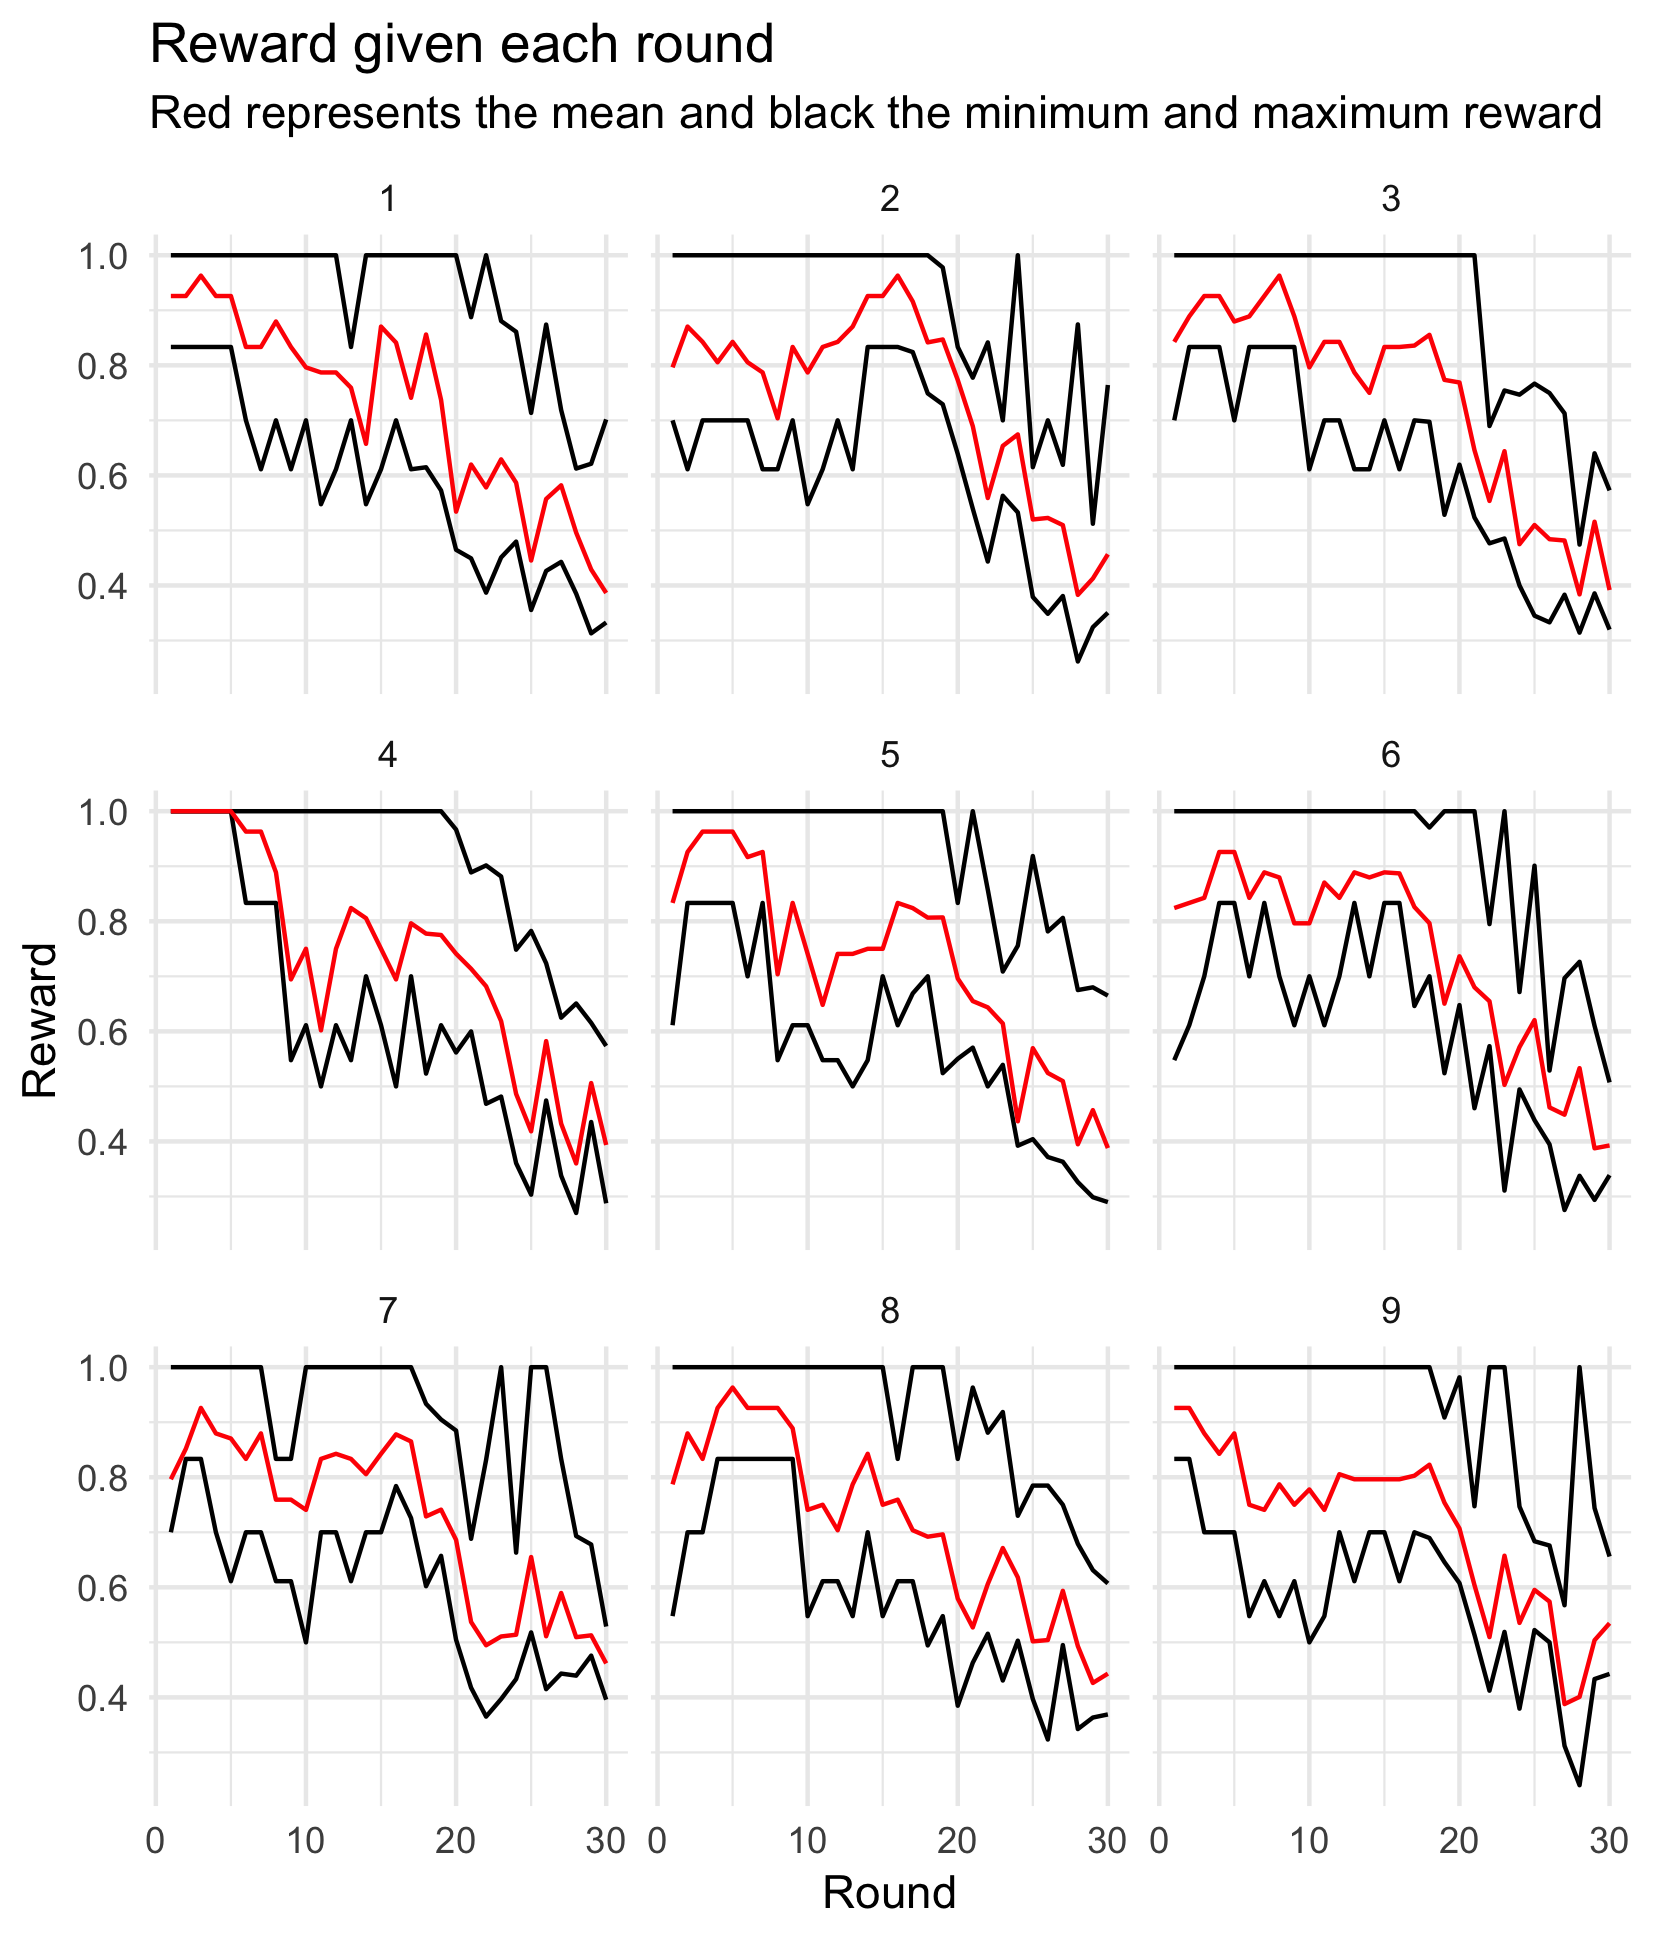 Reward given each round
Red represents the mean and black the minimum and maximum reward
1 2 3
1.0
0.8
0.6
0.4
4 5 6
1.0
0.8
0.6
0.4
Reward
7 8 9
1.0
0.8
0.6
0.4
0 10 20 30 0 10 20 30 0 10 20 30
Round